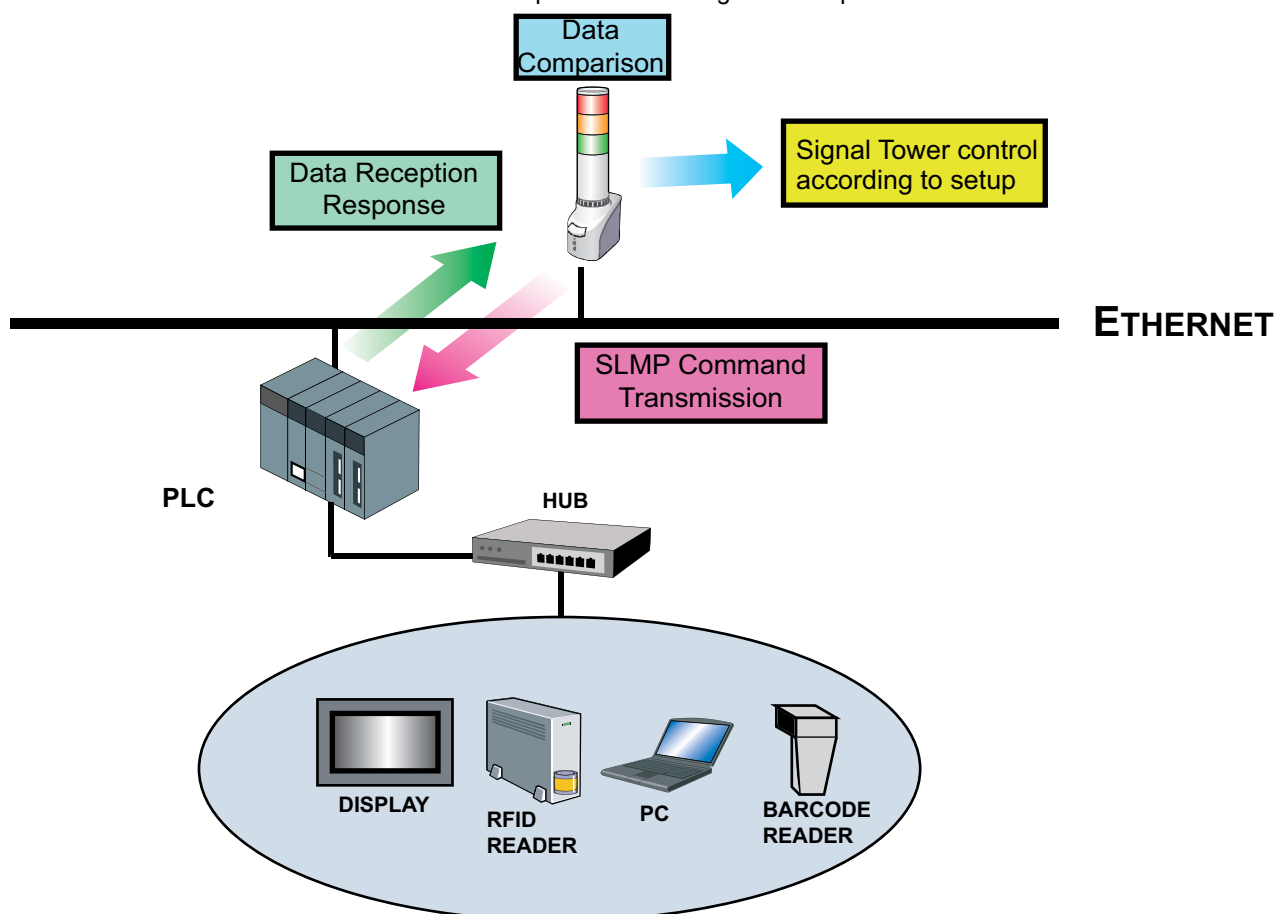 Data
Comparison
Signal Tower control
according to setup
Data Reception
Response
ETHERNET
SLMP Command
Transmission
PLC
HUB
DISPLAY
RFID
READER
PC
BARCODE
READER